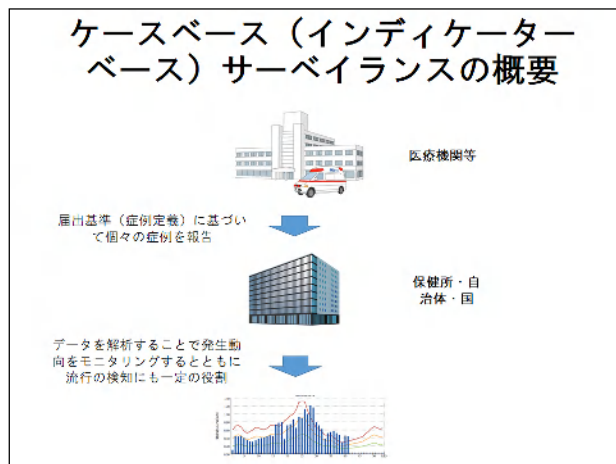 ケースベース（インディケーター
ベース）サーベイランスの概要
医療機関等
届出基準（症例定義）に基づい
て個々の症例を報告
保健所・自
治体・国
データを解析することで発生動
向をモニタリングするとともに
流行の検知にも一定の役割